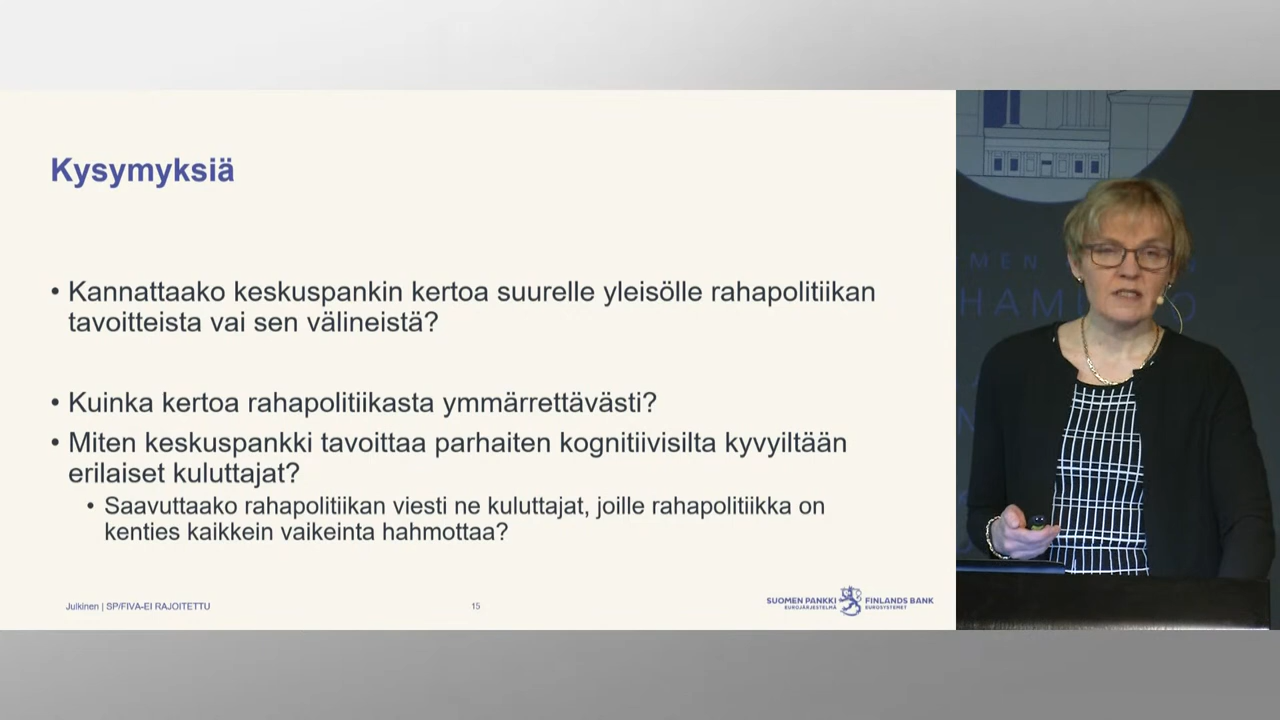 Kysymyksiä
• Kannattaako keskuspankin kertoa suurelle yleisölle rahapolitiikan
tavoitteista vai sen välineistä?
• Kuinka kertoa rahapolitiikasta ymmärrettävästi?
• Miten keskuspankki tavoittaa parhaiten kognitiivisilta kyvyiltään
erilaiset kuluttajat?
• Saavuttaako rahapolitiikan viesti ne kuluttajat, joille rahapolitiikka on
kenties kaikkein vaikeinta hahmottaa?
Julkinen | SP/FIVA-EI RAJOITETTU
15
SUOMEN PANKKI
EUROJÄRJESTELMÄ
FINLANDS BANK
EUROSYSTEMET